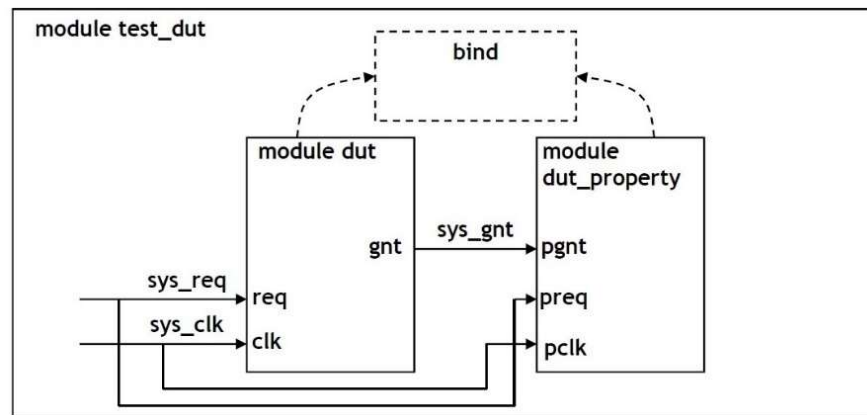 module test_dut
bind
module dut
module
dut_property
gnt
sys_gnt
pgnt
sys_req
req
preq
sys_clk
clk
pclk